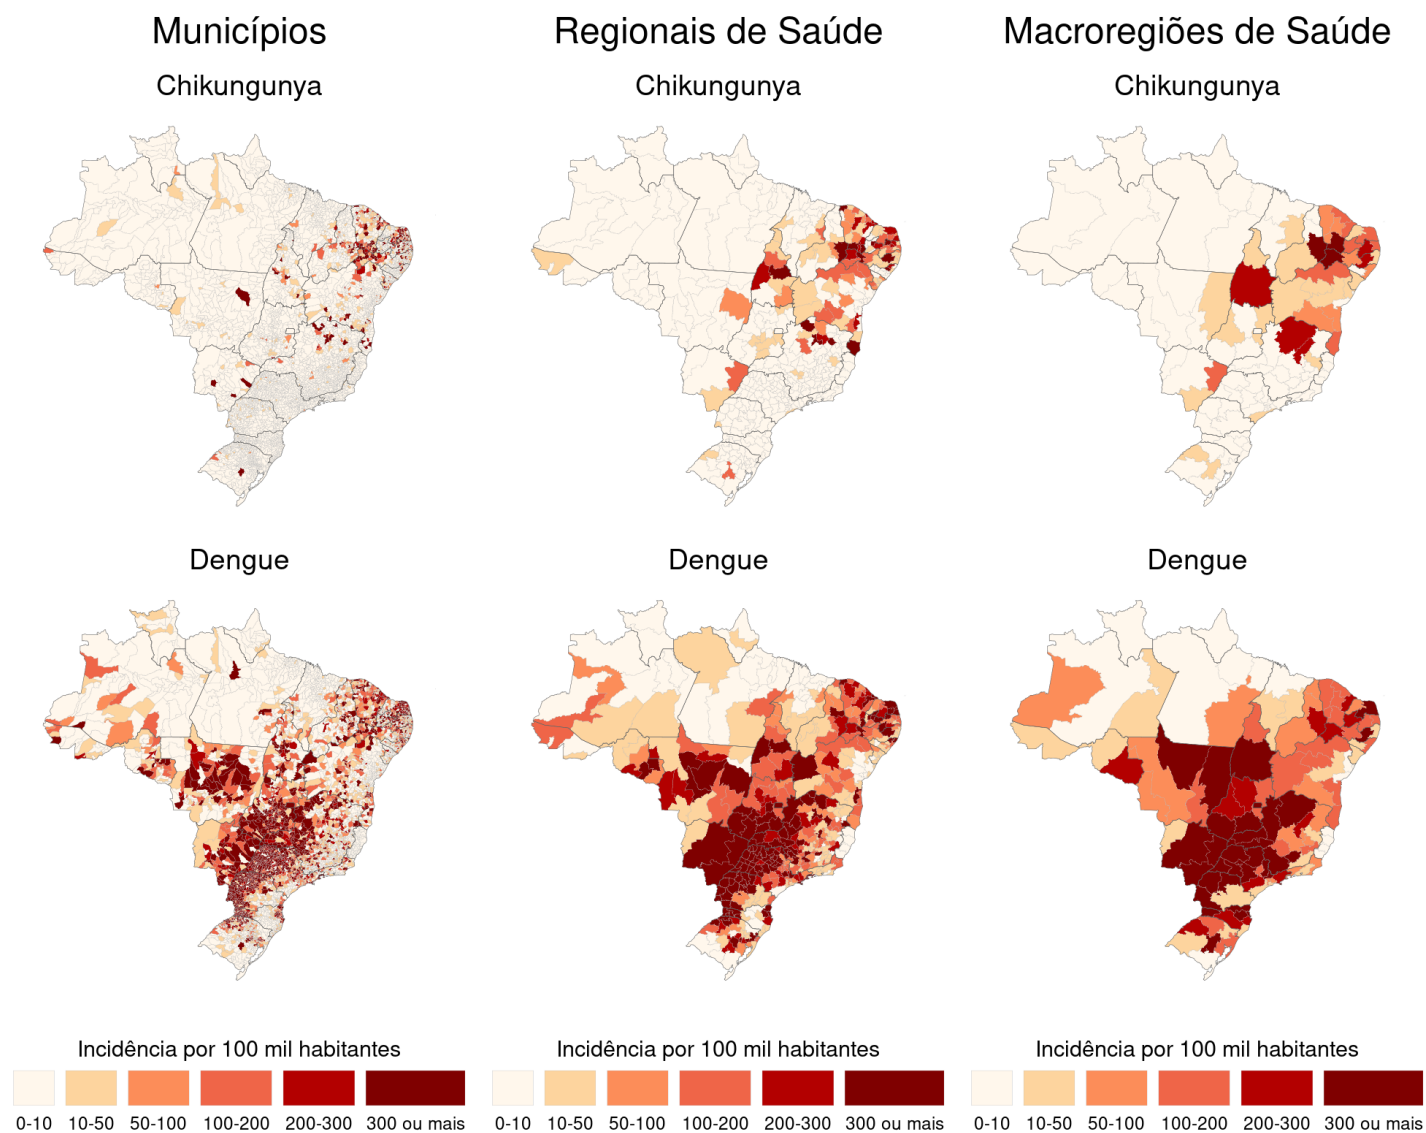 Municípios
Regionais de Saúde
Macroregiões de Saúde
Chikungunya
Chikungunya
Chikungunya
Dengue
Dengue
Dengue
Incidência por 100 mil habitantes
0-10 10-50 50-100 100-200 200-300 300 ou mais
Incidência por 100 mil habitantes
0-10 10-50 50-100 100-200 200-300 300 ou mais
Incidência por 100 mil habitantes
0-10 10-50 50-100 100-200 200-300 300 ou mais